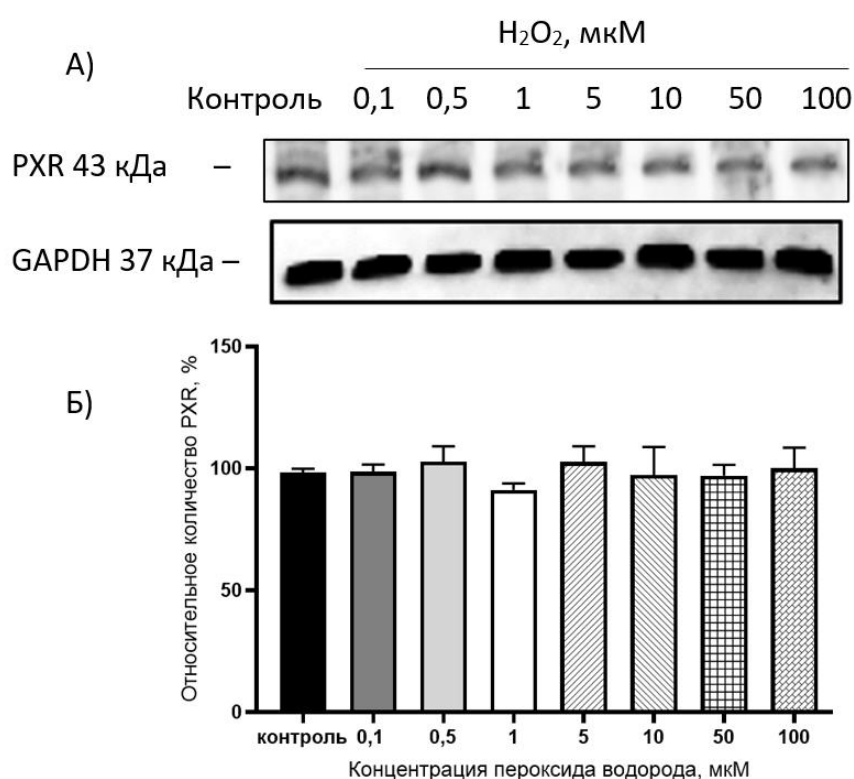 H₂O₂, мкМ
А)
Контроль 0,1 0,5 1 5 10 50 100
PXR 43 кДа –
GAPDH 37 кДа –
Б)
Относительное количество PXR, %
150
100
50
0
контроль 0,1 0,5 1 5 10 50 100
Концентрация пероксида водорода, мкМ